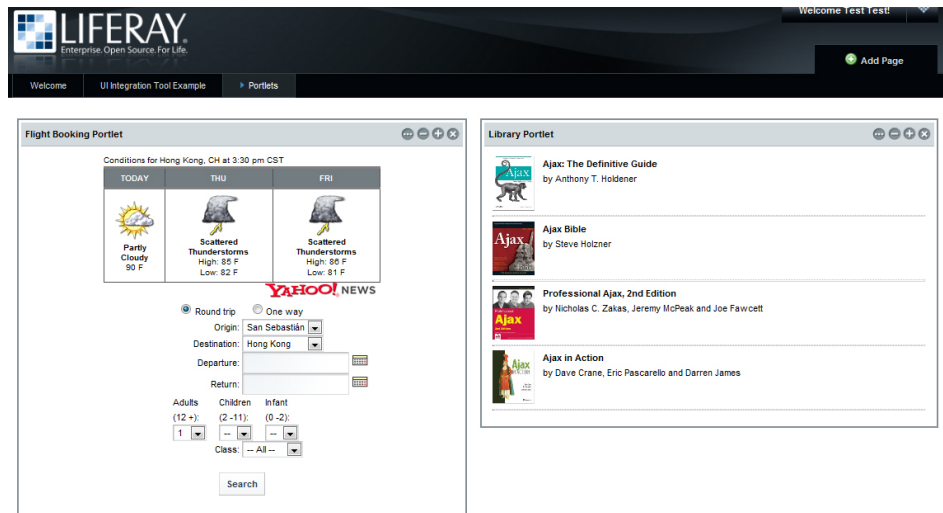 LIFERAY.
Enterprise. Open Source. For Life.
Welcome Test Test!
Add Page
Welcome
UI Integration Tool Example
Portlets
Flight Booking Portlet
Conditions for Hong Kong, CH at 3:30 pm CST
TODAY THU FRI
Partly
Cloudy
90 F
Scattered
Thunderstorms
High: 85 F
Low: 82 F
Scattered
Thunderstorms
High: 86 F
Low: 81 F
YAHOO! NEWS
Round trip One way
Origin: San Sebastián
Destination: Hong Kong
Departure:
Return:
Adults Children Infant
(12 +): (2 -11): (0 -2):
1 -- --
Class: -- All --
Search
Library Portlet
Ajax
Ajax: The Definitive Guide
by Anthony T. Holdener
Ajax
Ajax Bible
by Steve Holzner
Professional
Ajax
Professional Ajax, 2nd Edition
by Nicholas C. Zakas, Jeremy McPeak and Joe Fawcett
Ajax
Ajax in Action
by Dave Crane, Eric Pascarello and Darren James